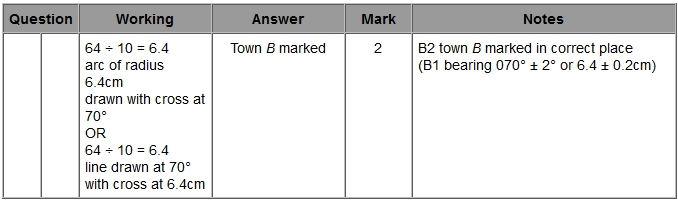 Question Working Answer Mark Notes
64 ÷ 10 = 6.4 Town B marked 2 B2 town B marked in correct place
arc of radius (B1 bearing 070° ± 2° or 6.4 ± 0.2cm)
6.4cm
drawn with cross at
70°
OR
64 ÷ 10 = 6.4
line drawn at 70°
with cross at 6.4cm